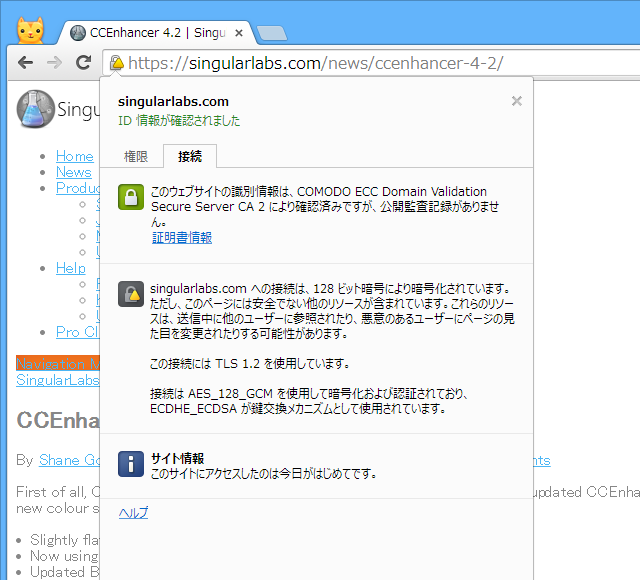 CCEnhancer 4.2 | Singu
https://singularlabs.com/news/ccenhancer-4-2/
Singu
singularlabs.com
ID 情報が確認されました
権限
接続
このウェブサイトの識別情報は、COMODO ECC Domain Validation
Secure Server CA 2 により確認済みですが、公開監査記録がありませ
ん。
証明書情報
singularlabs.com への接続は、128 ビット暗号により暗号化されています。
ただし、このページには安全でない他のリソースが含まれています。これらのリソー
スは、送信中に他のユーザーに参照されたり、悪意のあるユーザーにページの見
た目を変更されたりする可能性があります。
この接続には TLS 1.2 を使用しています。
接続は AES_128_GCM を使用して暗号化および認証されており、
ECDHE_ECDSA が鍵交換メカニズムとして使用されています。
サイト情報
このサイトにアクセスしたのは今日がはじめてです。
ヘルプ
Home
News
Produc
Help
Pro Cl
Navigation M
SingularLabs
CCEnha
By Shane Go
nts
First of all, C
updated CCEnha
new colour s
Slightly fla
Now using
Updated B